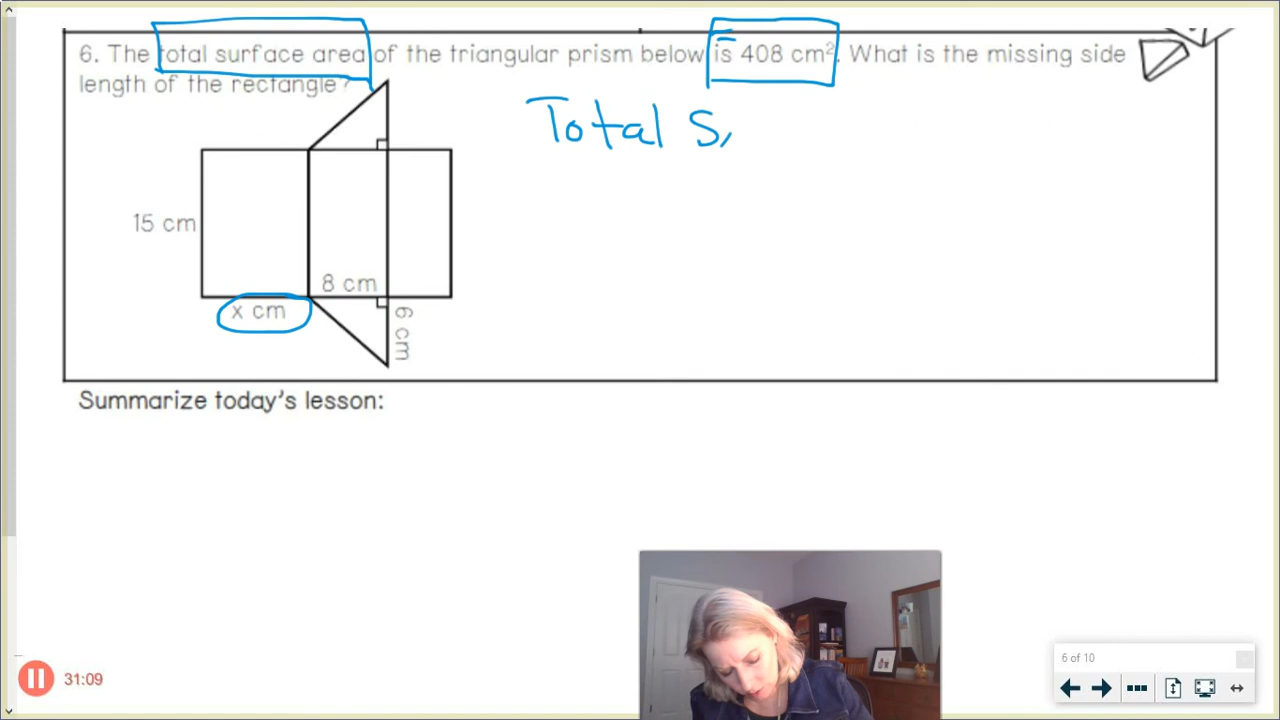 6. The total surface area of the triangular prism below is 408 cm². What is the missing side
length of the rectangle?
Total S,
15 cm
8 cm
x cm
6 cm
Summarize today's lesson:
31:09
6 of 10